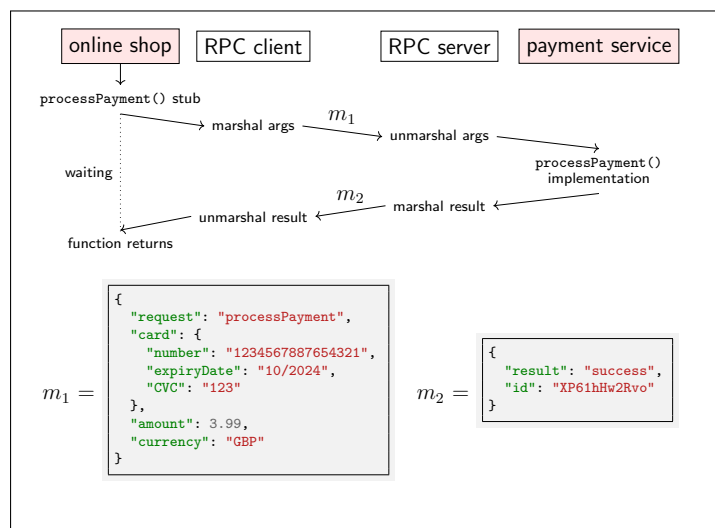 online shop RPC client RPC server payment service
processPayment() stub
marshal args m₁ unmarshal args
processPayment()
implementation
waiting
unmarshal result m₂ marshal result
function returns
m₁ =
{
  "request": "processPayment",
  "card": {
    "number": "1234567887654321",
    "expiryDate": "10/2024",
    "CVC": "123"
  },
  "amount": 3.99,
  "currency": "GBP"
}
m₂ =
{
  "result": "success",
  "id": "XP61hHw2Rvo"
}